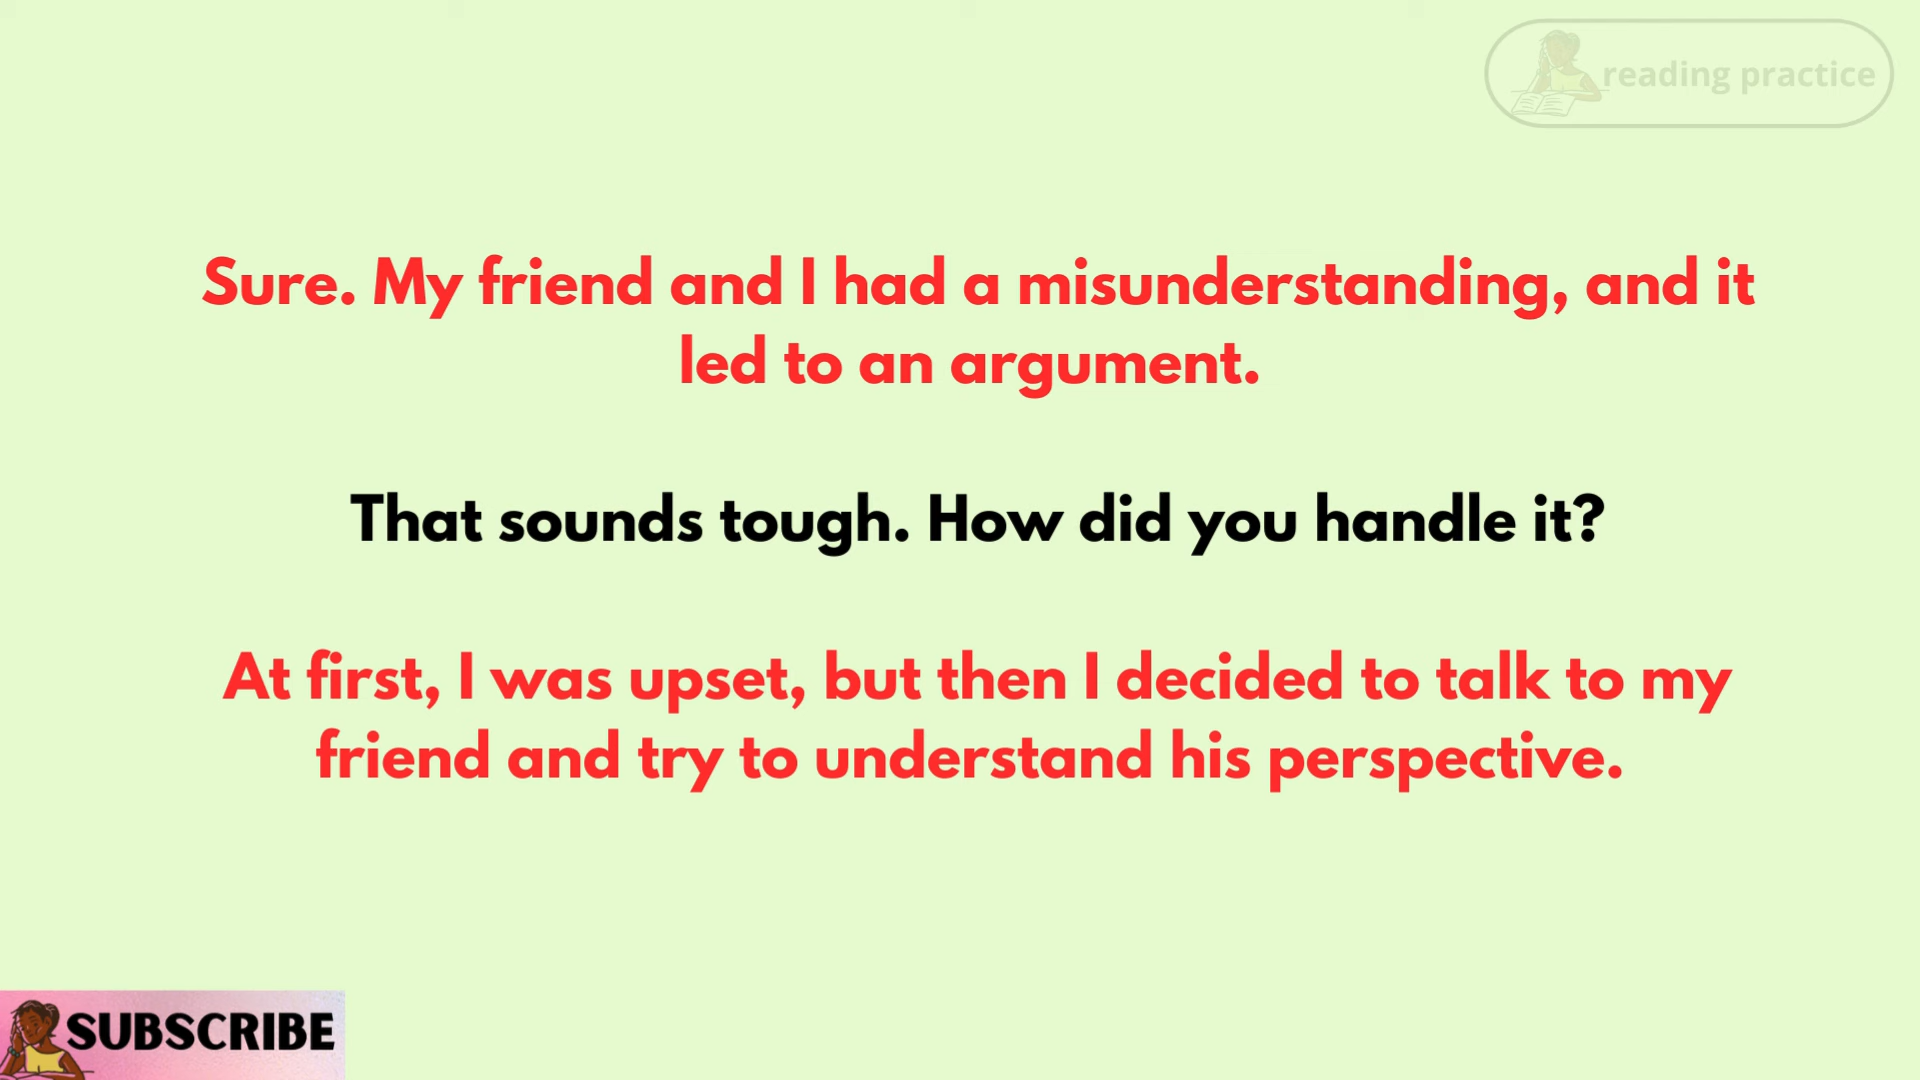 reading practice
Sure. My friend and I had a misunderstanding, and it
led to an argument.
That sounds tough. How did you handle it?
At first, I was upset, but then I decided to talk to my
friend and try to understand his perspective.
SUBSCRIBE